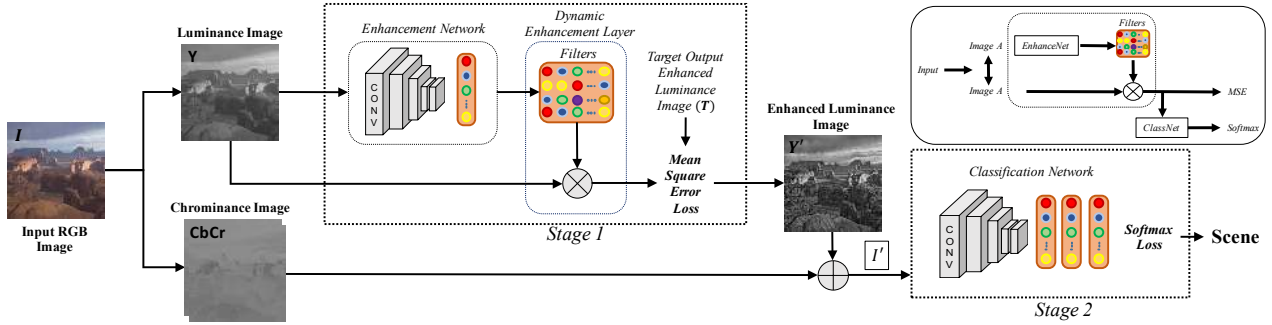 Luminance Image
Y
I
Input RGB
Image
Chrominance Image
CbCr
Enhancement Network
CONV
Dynamic
Enhancement Layer
Filters
Target Output
Enhanced
Luminance
Image (T)
Mean
Square
Error
Loss
Stage 1
Enhanced Luminance
Image
Y'
I'
Classification Network
CONV
Softmax
Loss
Scene
Stage 2
Input
Image A
Image A
EnhanceNet
Filters
MSE
ClassNet
Softmax